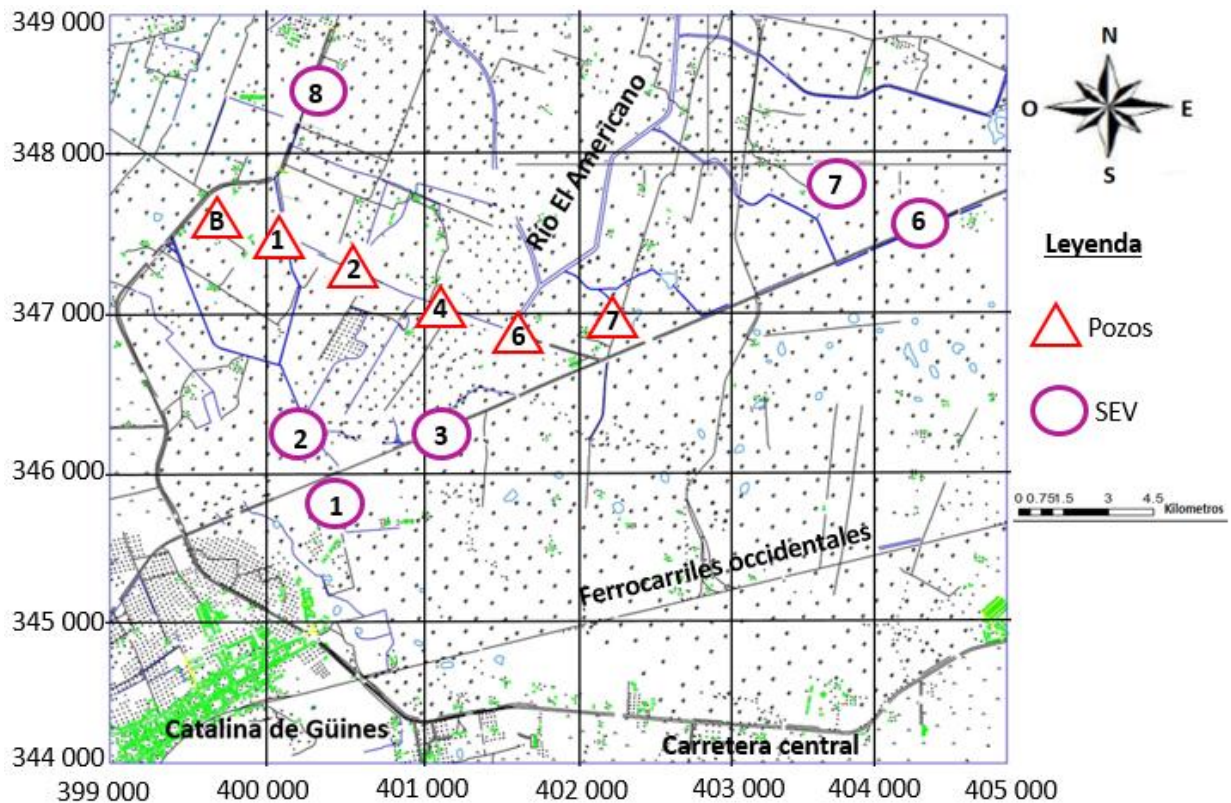 349 000
348 000
347 000
346 000
345 000
344 000
399 000 400 000 401 000 402 000 403 000 404 000 405 000
8
7
6
B
1
2
4
6
7
2
3
1
Río El Americano
Ferrocarriles occidentales
Catalina de Güines
Carretera central
N
O
E
S
Leyenda
Pozos
SEV
0 0.751.5 3 4.5 Kilometros